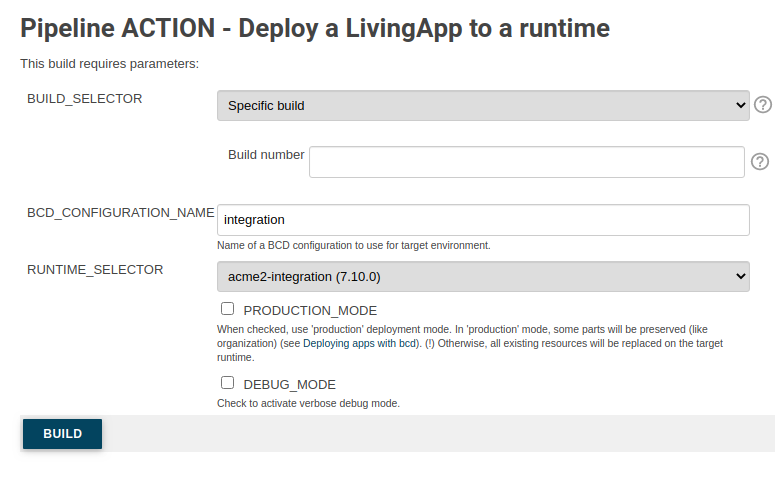 Pipeline ACTION - Deploy a LivingApp to a runtime
This build requires parameters:
BUILD_SELECTOR
Specific build
Build number
BCD_CONFIGURATION_NAME
integration
Name of a BCD configuration to use for target environment.
RUNTIME_SELECTOR
acme2-integration (7.10.0)
PRODUCTION_MODE
When checked, use 'production' deployment mode. In 'production' mode, some parts will be preserved (like
organization) (see Deploying apps with bcd). (!) Otherwise, all existing resources will be replaced on the target
runtime.
DEBUG_MODE
Check to activate verbose debug mode.
BUILD